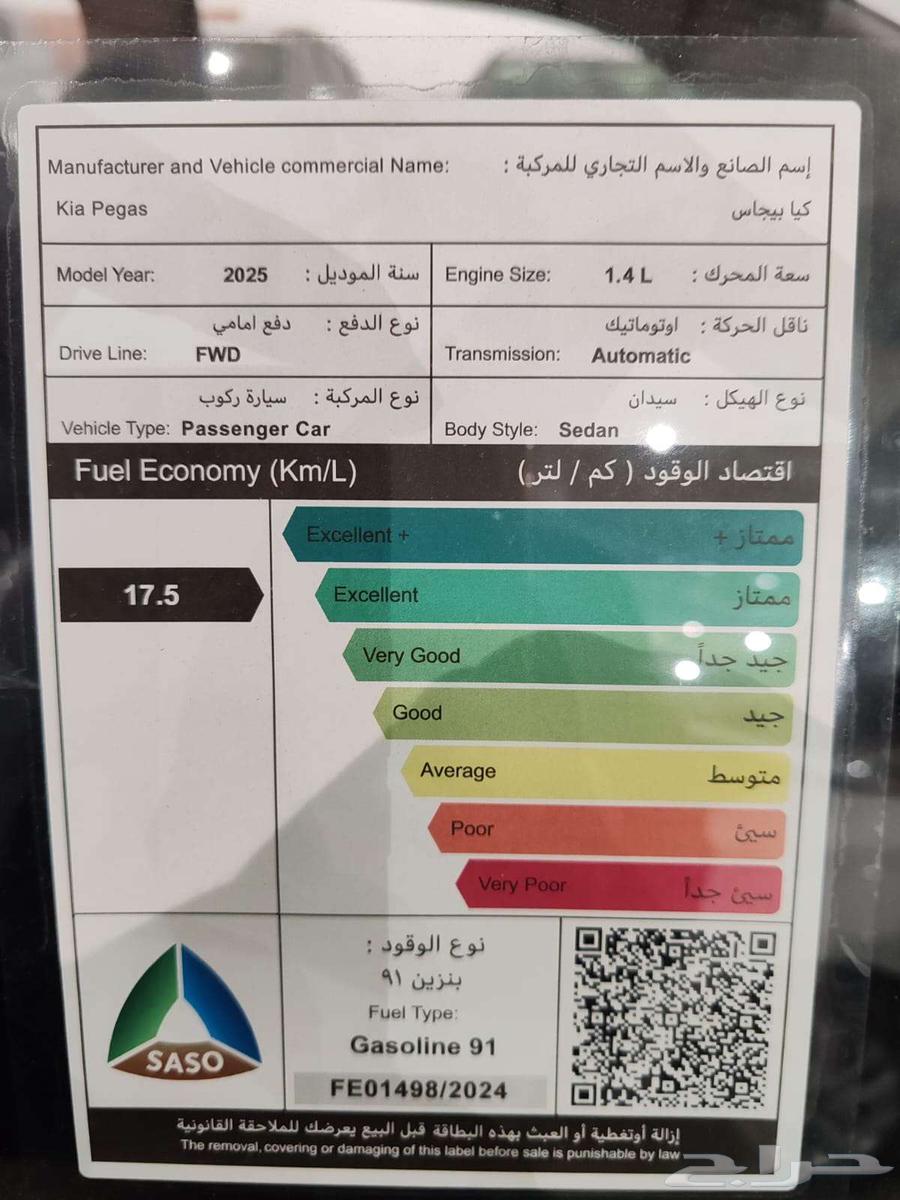 Manufacturer and Vehicle commercial Name: إسم الصانع والاسم التجاري للمركبة :
Kia Pegas كيا بيجاس
Model Year: 2025 سنة الموديل :
Engine Size: 1.4 L سعة المحرك :
نوع الدفع : دفع امامي
Drive Line: FWD
ناقل الحركة : اوتوماتيك
Transmission: Automatic
نوع المركبة : سيارة ركوب
Vehicle Type: Passenger Car
نوع الهيكل : سيدان
Body Style: Sedan
Fuel Economy (Km/L) اقتصاد الوقود ( كم / لتر )
Excellent + ممتاز +
17.5
Excellent ممتاز
Very Good جيد جداً
Good جيد
Average متوسط
Poor سيئ
Very Poor سيئ جداً
نوع الوقود :
بنزين ٩١
Fuel Type:
Gasoline 91
FE01498/2024
SASO
إزالة أوتغطية أو العبث بهذه البطاقة قبل البيع يعرضك للملاحقة القانونية
The removal, covering or damaging of this label before sale is punishable by law
حراج